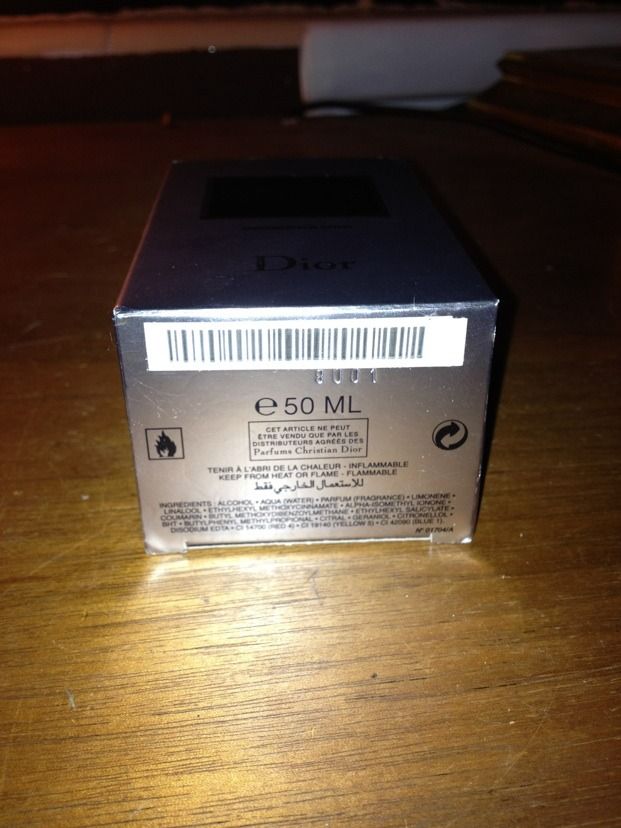 Dior
8001
e 50 ML
CET ARTICLE NE PEUT
ÊTRE VENDU QUE PAR LES
DISTRIBUTEURS AGRÉÉS DES
Parfums Christian Dior
TENIR À L'ABRI DE LA CHALEUR - INFLAMMABLE
KEEP FROM HEAT OR FLAME - FLAMMABLE
للاستعمال الخارجي فقط
INGREDIENTS : ALCOHOL • AQUA (WATER) • PARFUM (FRAGRANCE) • LIMONENE •
LINALOOL • ETHYLHEXYL METHOXYCINNAMATE • ALPHA-ISOMETHYL IONONE •
COUMARIN • BUTYL METHOXYDIBENZOYLMETHANE • ETHYLHEXYL SALICYLATE •
BHT • BUTYLPHENYL METHYLPROPIONAL • CITRAL • GERANIOL • CITRONELLOL •
DISODIUM EDTA • CI 14700 (RED 4) • CI 19140 (YELLOW 5) • CI 42090 (BLUE 1).
N° 01704/A